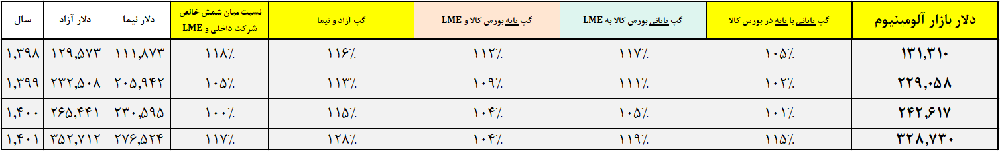 دلار بازار آلومینیوم | گپ پایانی با پایه در بورس کالا | گپ پایانی بورس کالا به LME | گپ پایه بورس کالا و LME | گپ آزاد و نیما | نسبت میان شمش خالص شرکت داخلی و LME | دلار نیما | دلار آزاد | سال
۱۳۱,۳۱۰ | ۱۰۵٪ | ۱۱۷٪ | ۱۱۲٪ | ۱۱۶٪ | ۱۱۸٪ | ۱۱۱,۸۷۳ | ۱۲۹,۵۷۳ | ۱,۳۹۸
۲۲۹,۰۵۸ | ۱۰۲٪ | ۱۱۱٪ | ۱۰۹٪ | ۱۱۳٪ | ۱۰۵٪ | ۲۰۵,۹۴۲ | ۲۳۲,۵۰۸ | ۱,۳۹۹
۲۴۲,۶۱۷ | ۱۰۱٪ | ۱۰۵٪ | ۱۰۴٪ | ۱۱۵٪ | ۱۰۰٪ | ۲۳۰,۵۹۵ | ۲۶۵,۴۴۱ | ۱,۴۰۰
۳۲۸,۷۳۰ | ۱۱۵٪ | ۱۱۹٪ | ۱۰۴٪ | ۱۲۸٪ | ۱۱۷٪ | ۲۷۶,۵۲۴ | ۳۵۲,۷۱۲ | ۱,۴۰۱